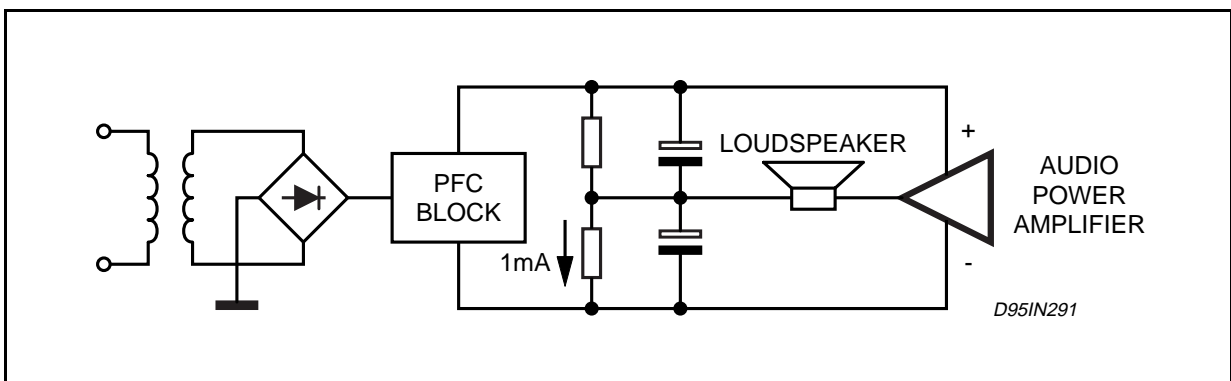 PFC
BLOCK
1mA
LOUDSPEAKER
+
-
AUDIO
POWER
AMPLIFIER
D95IN291